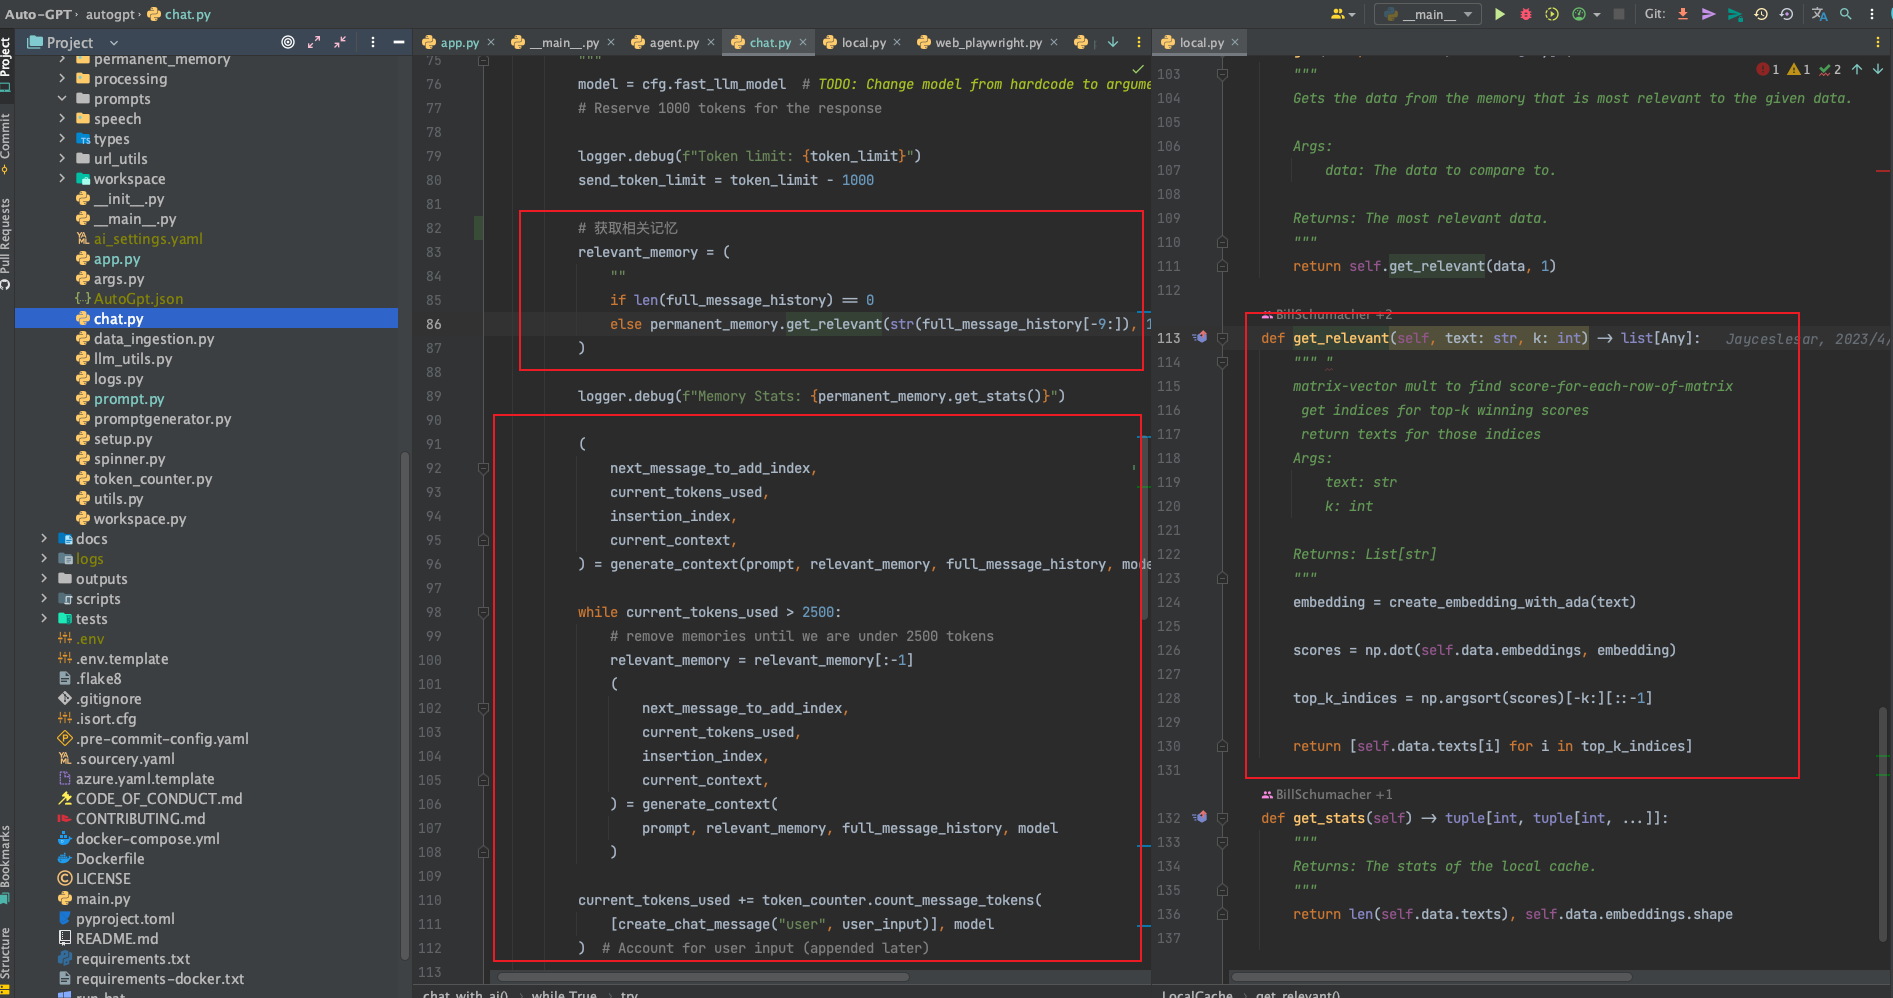 Auto-GPT › autogpt › chat.py
__main__
Git:
Project
Commit
Pull Requests
Bookmarks
Structure
Project
permanent_memory
processing
prompts
speech
types
url_utils
workspace
__init__.py
__main__.py
ai_settings.yaml
app.py
args.py
AutoGpt.json
chat.py
data_ingestion.py
llm_utils.py
logs.py
prompt.py
promptgenerator.py
setup.py
spinner.py
token_counter.py
utils.py
workspace.py
docs
logs
outputs
scripts
tests
.env
.env.template
.flake8
.gitignore
.isort.cfg
.pre-commit-config.yaml
.sourcery.yaml
azure.yaml.template
CODE_OF_CONDUCT.md
CONTRIBUTING.md
docker-compose.yml
Dockerfile
LICENSE
main.py
pyproject.toml
README.md
requirements.txt
requirements-docker.txt
run.bat
app.py × __main__.py × agent.py × chat.py × local.py × web_playwright.py ×
75 """
76 model = cfg.fast_llm_model # TODO: Change model from hardcode to argume
77 # Reserve 1000 tokens for the response
78
79 logger.debug(f"Token limit: {token_limit}")
80 send_token_limit = token_limit - 1000
81
82 # 获取相关记忆
83 relevant_memory = (
84 ""
85 if len(full_message_history) == 0
86 else permanent_memory.get_relevant(str(full_message_history[-9:]), 1
87 )
88
89 logger.debug(f"Memory Stats: {permanent_memory.get_stats()}")
90
91 (
92 next_message_to_add_index,
93 current_tokens_used,
94 insertion_index,
95 current_context,
96 ) = generate_context(prompt, relevant_memory, full_message_history, mode
97
98 while current_tokens_used > 2500:
99 # remove memories until we are under 2500 tokens
100 relevant_memory = relevant_memory[:-1]
101 (
102 next_message_to_add_index,
103 current_tokens_used,
104 insertion_index,
105 current_context,
106 ) = generate_context(
107 prompt, relevant_memory, full_message_history, model
108 )
109
110 current_tokens_used += token_counter.count_message_tokens(
111 [create_chat_message("user", user_input)], model
112 ) # Account for user input (appended later)
113
chat_with_ai() › while True › try
local.py ×
1 1 2
103 """
104 Gets the data from the memory that is most relevant to the given data.
105
106 Args:
107 data: The data to compare to.
108
109 Returns: The most relevant data.
110 """
111 return self.get_relevant(data, 1)
112
BillSchumacher +2
113 def get_relevant(self, text: str, k: int) -> list[Any]: Jayceslesar, 2023/4/
114 """ "
115 matrix-vector mult to find score-for-each-row-of-matrix
116 get indices for top-k winning scores
117 return texts for those indices
118 Args:
119 text: str
120 k: int
121
122 Returns: List[str]
123 """
124 embedding = create_embedding_with_ada(text)
125
126 scores = np.dot(self.data.embeddings, embedding)
127
128 top_k_indices = np.argsort(scores)[-k:][::-1]
129
130 return [self.data.texts[i] for i in top_k_indices]
131
BillSchumacher +1
132 def get_stats(self) -> tuple[int, tuple[int, ...]]:
133 """
134 Returns: The stats of the local cache.
135 """
136 return len(self.data.texts), self.data.embeddings.shape
137
LocalCache › get_relevant()